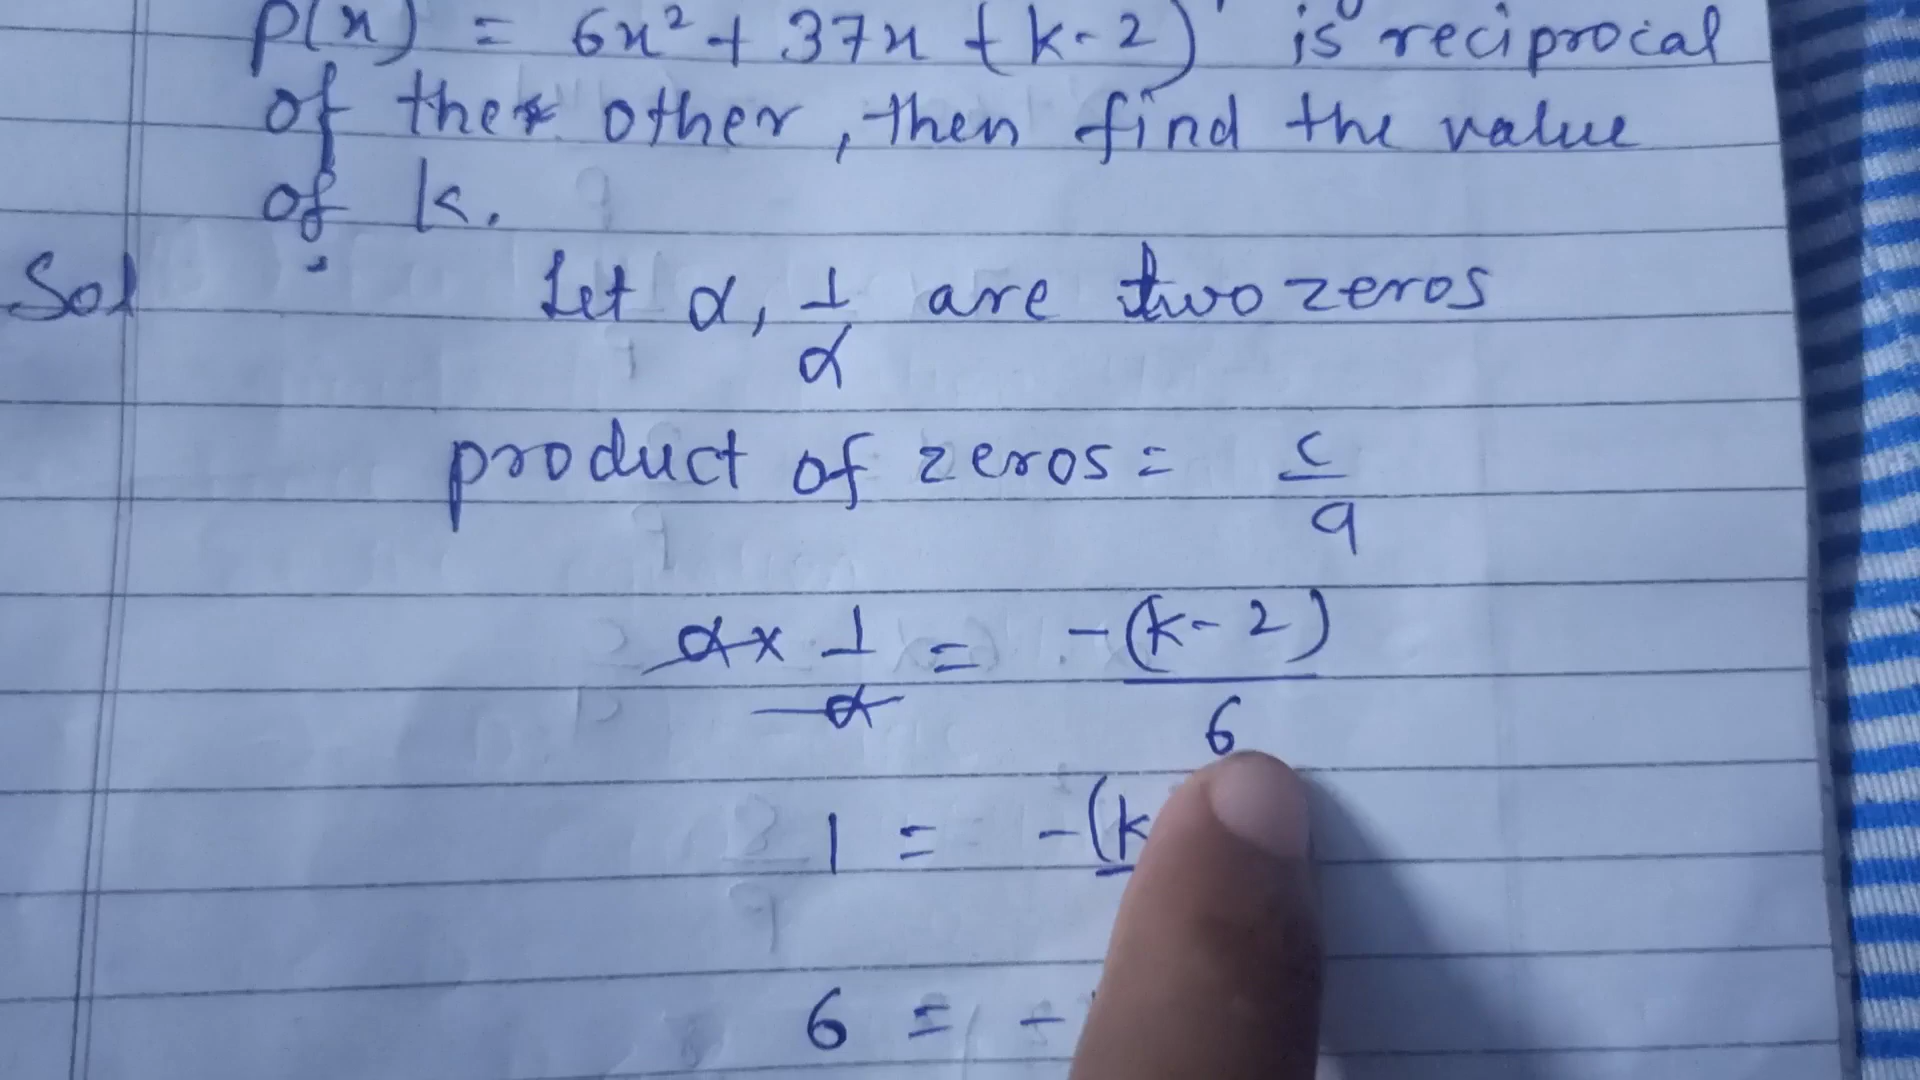 p(x) = 6x² + 37x + (k-2) is reciprocal
of the other, then find the value
of k.
Sol Let α, 1/α are two zeros
product of zeros = c/a
α x 1/α = -(k-2)/6
1 = -(k
6 = -